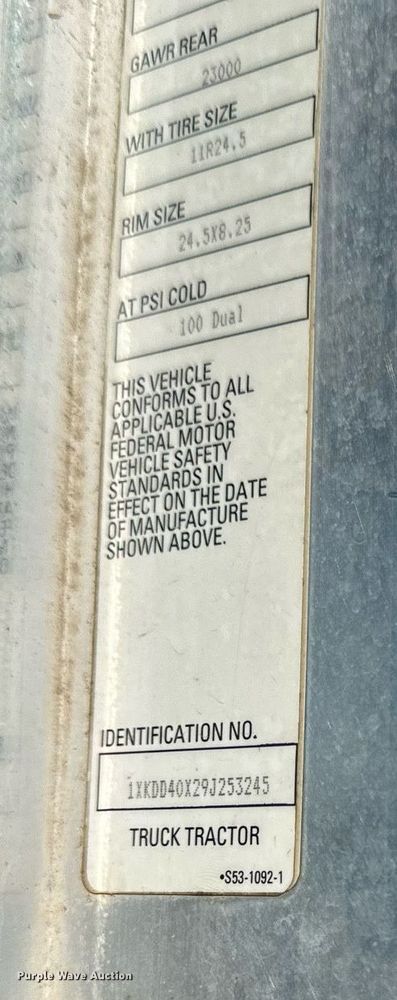 GAWR REAR
23000
WITH TIRE SIZE
11R24.5
RIM SIZE
24.5X8.25
AT PSI COLD
100 Dual
THIS VEHICLE
CONFORMS TO ALL
APPLICABLE U.S.
FEDERAL MOTOR
VEHICLE SAFETY
STANDARDS IN
EFFECT ON THE DATE
OF MANUFACTURE
SHOWN ABOVE.
IDENTIFICATION NO.
1XKDD40X29J253245
TRUCK TRACTOR
•S53-1092-1
Purple Wave Auction